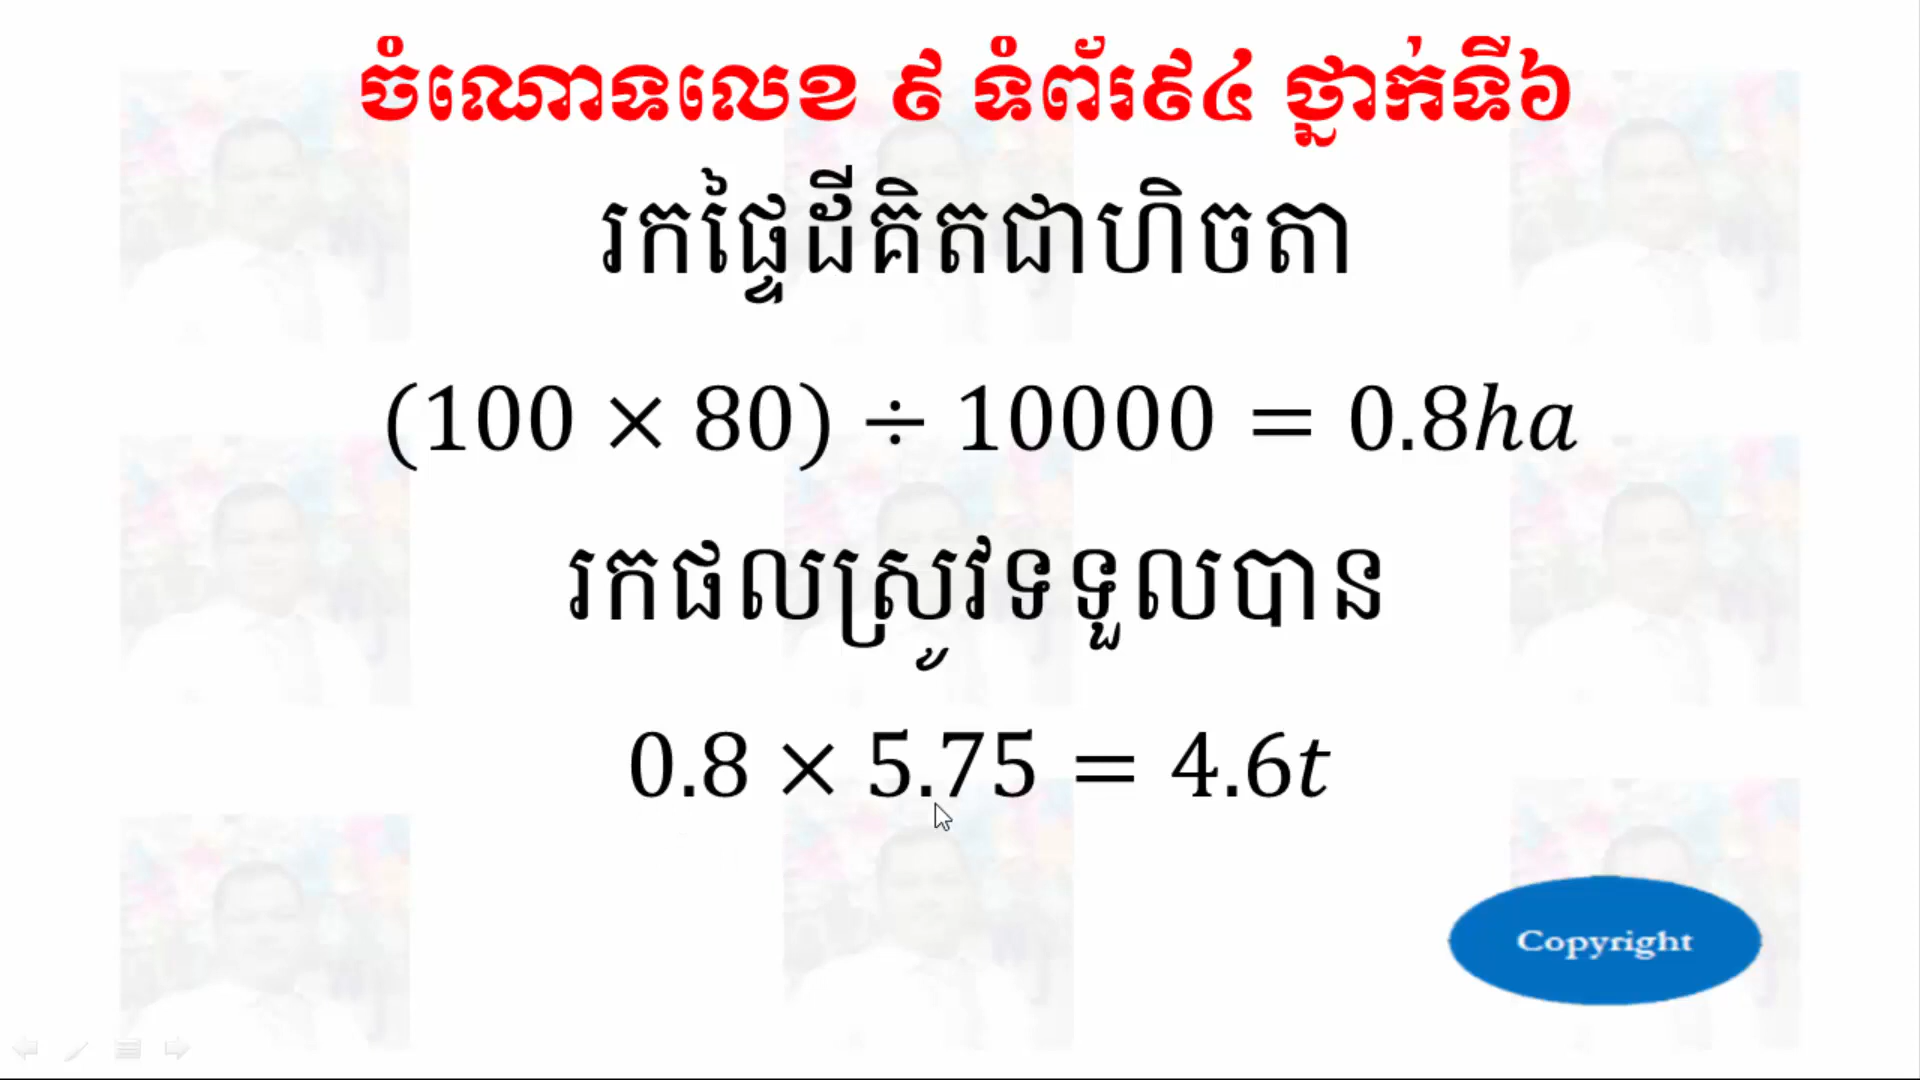 ចំណោទលេខ ៩ ទំព័រ៩៤ ថ្នាក់ទី៦
រកផ្ទៃដីគិតជាហិចតា
(100 × 80) ÷ 10000 = 0.8ha
រកផលស្រូវទទួលបាន
0.8 × 5.75 = 4.6t
Copyright